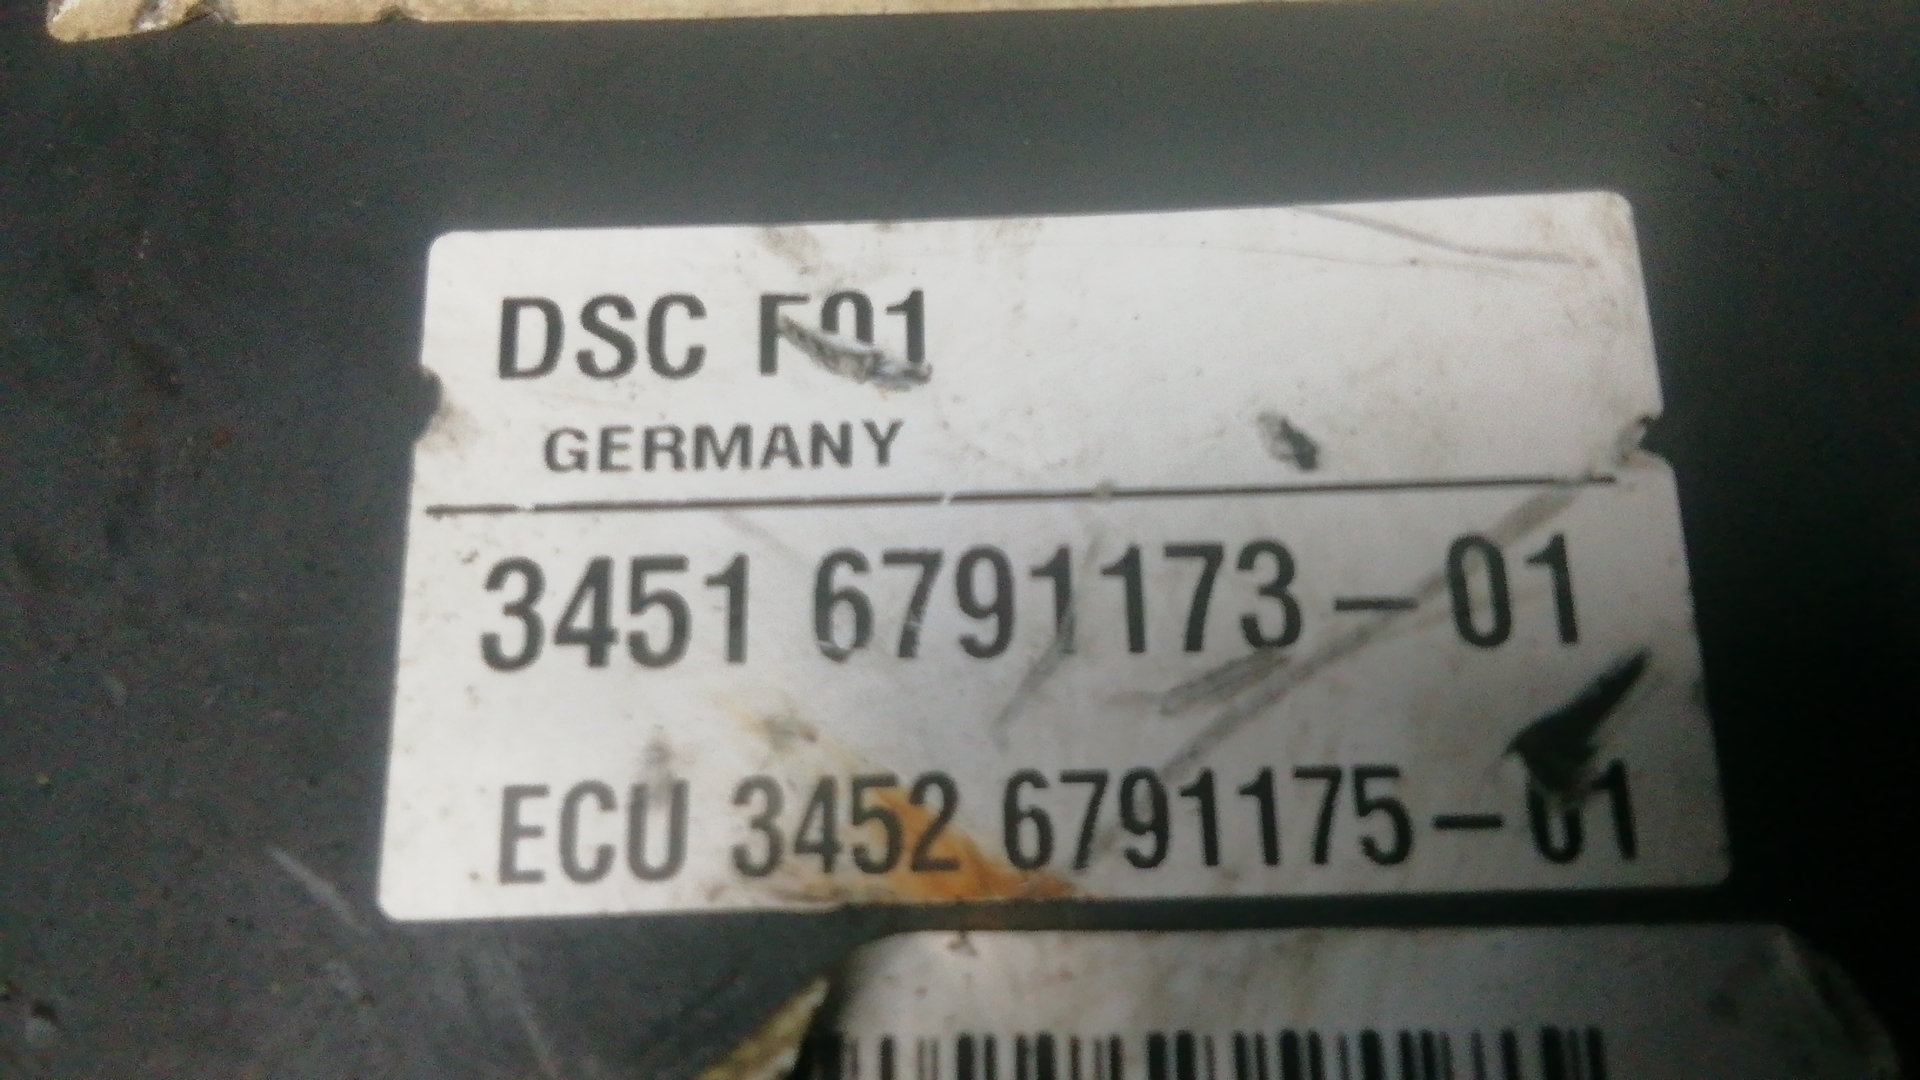 DSC F01
GERMANY
3451 6791173-01
ECU 3452 6791175-01